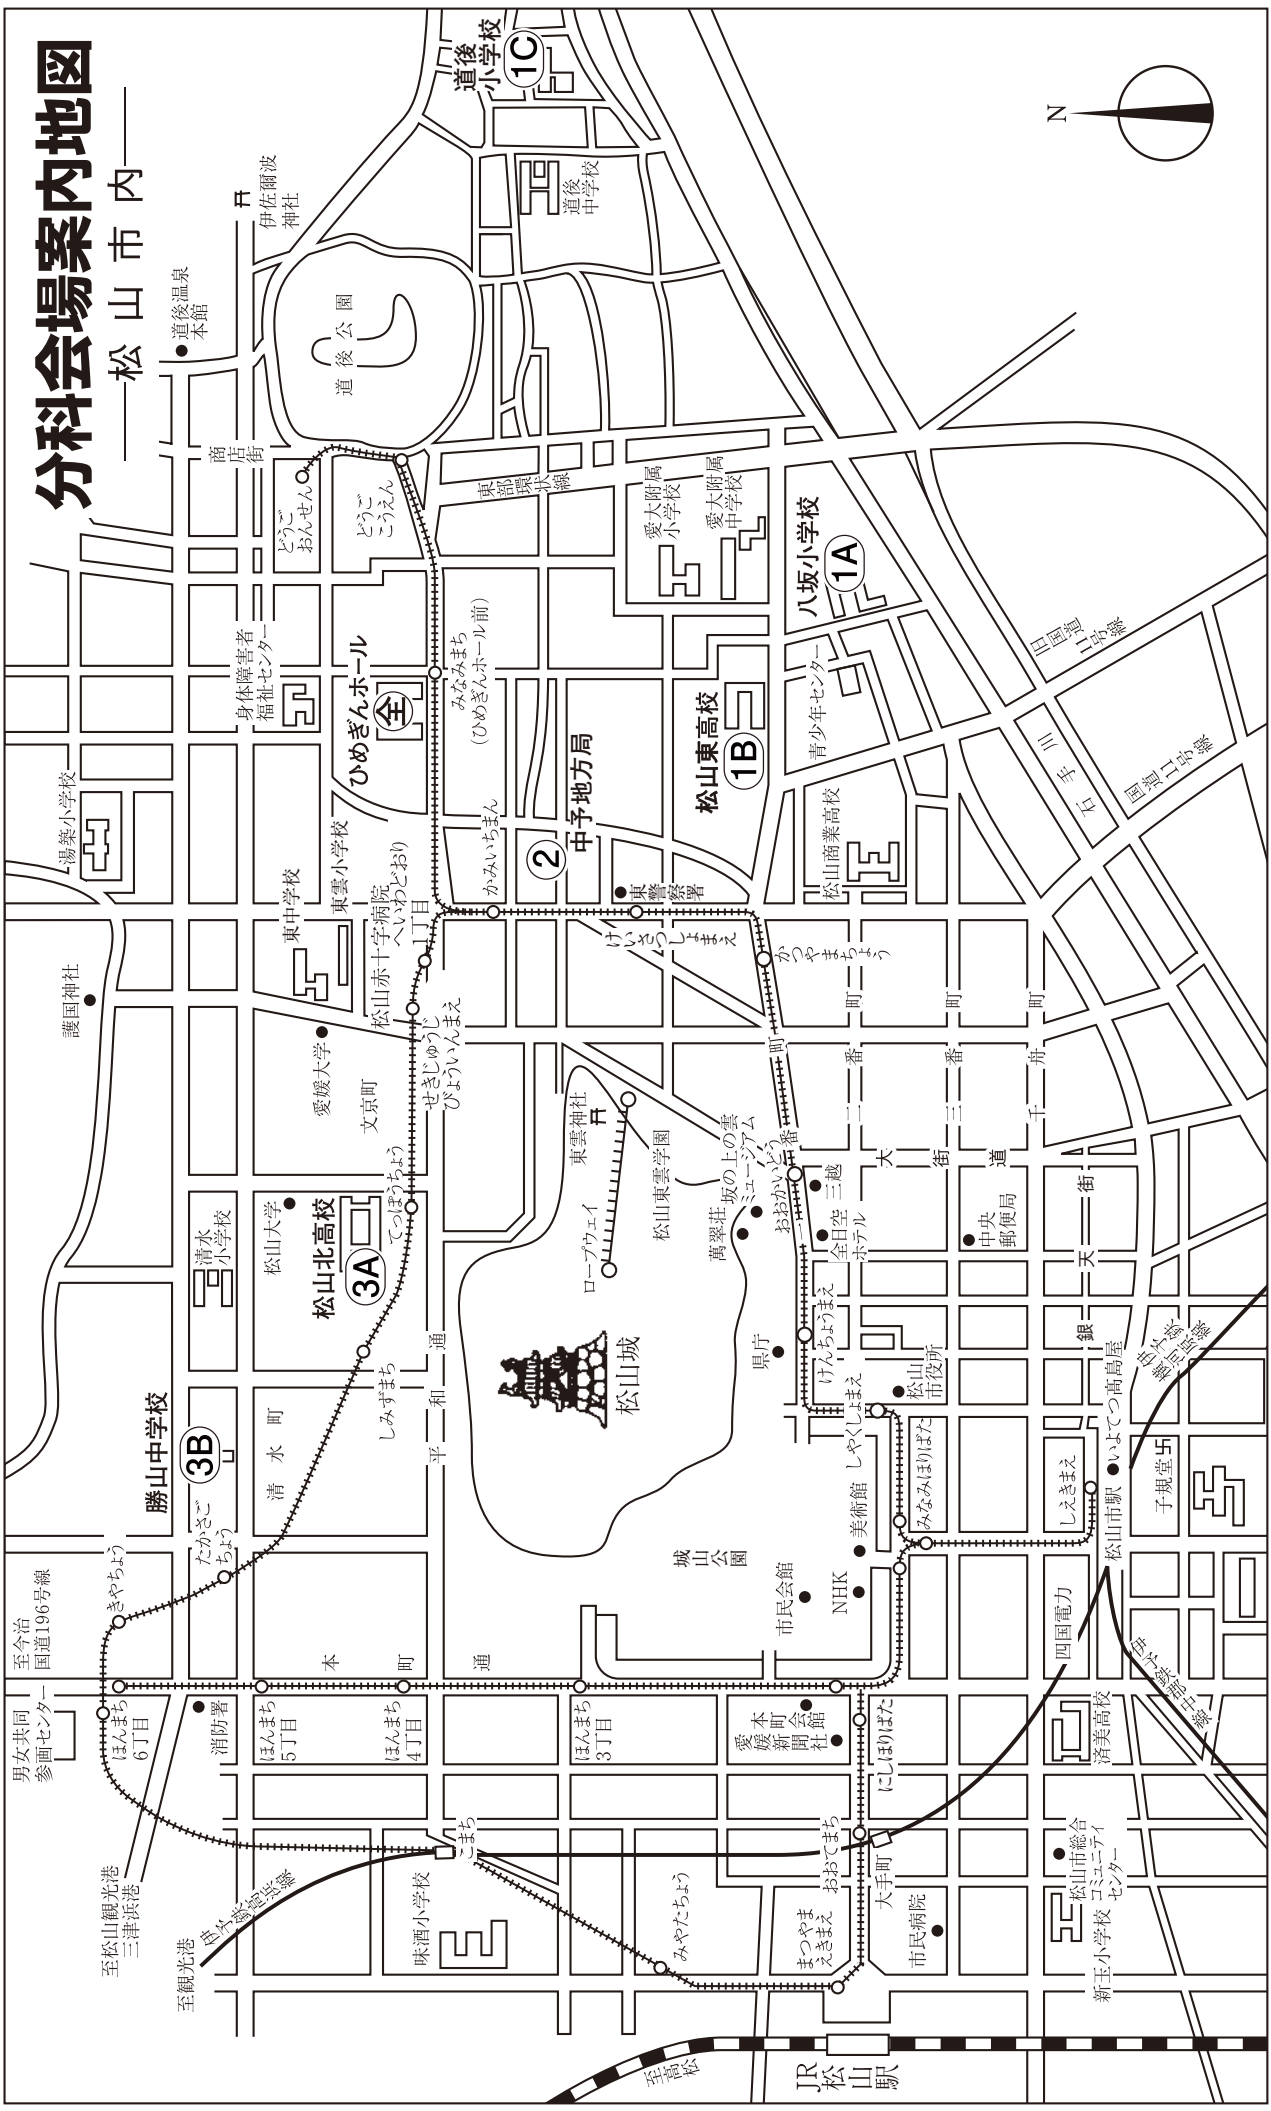 分科会場案内地図
松山市内
N
道後
小学校
1C
道後
中学校
伊佐爾波
神社
道後温泉
本館
道後公園
商店街
どうご
おんせん
どうご
こうえん
東部環状線
愛大附属
小学校
愛大附属
中学校
八坂小学校
1A
旧国道
11号線
国道11号線
石手川
身体障害者
福祉センター
ひめぎんホール
全
みなみまち
(ひめぎんホール前)
松山東高校
1B
青少年センター
湯築小学校
東雲小学校
東中学校
かみいちまん
2
中予地方局
松山商業高校
東警察署
松山赤十字病院
へいわどおり
1丁目
けいさつしょまえ
かつやまちょう
護国神社
愛媛大学
文京町
せきじゅうじ
びょういんまえ
一番町
二番町
三番町
千舟町
東雲神社
松山東雲学園
ロープウェイ
坂の上の雲
ミュージアム
萬翠荘
おおかいどう
三越
全日空
ホテル
大街道
中央
郵便局
銀天街
てっぽうちょう
清水
小学校
松山大学
松山北高校
3A
しみずまち
平和通
松山城
県庁
けんちょうまえ
松山
市役所
しやくしょまえ
いよてつ髙島屋
伊予鉄
横河原線
勝山中学校
3B
清水町
たかさご
ちょう
きやちょう
城山公園
美術館
みなみほりばた
しえきまえ
松山市駅
子規堂
市民会館
NHK
四国電力
伊予鉄郡中線
至今治
国道196号線
本町通
男女共同
参画センター
ほんまち
6丁目
消防署
ほんまち
5丁目
ほんまち
4丁目
ほんまち
3丁目
本町会館
愛媛新聞社
にしほりばた
済美高校
至松山観光港
三津浜港
至観光港
伊予鉄高浜線
こまち
味酒小学校
みやたちょう
おおてまち
大手町
まつやま
えきまえ
市民病院
松山市総合
コミュニティ
センター
新玉小学校
至高松
JR
松山駅